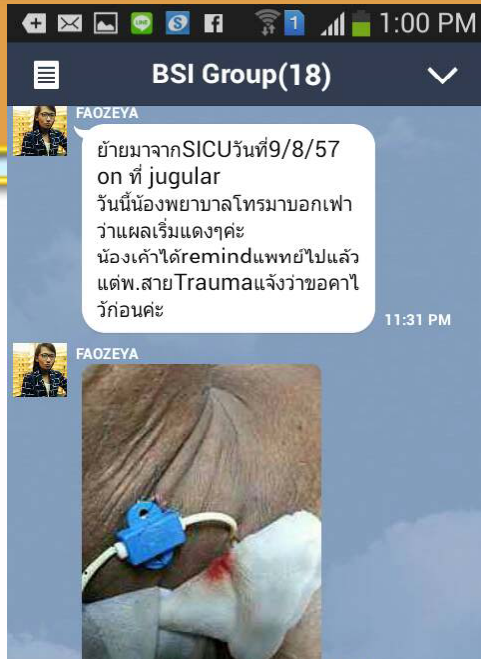 1
1:00 PM
BSI Group(18)
FAOZEYA
ย้ายมาจากSICUวันที่9/8/57
on ที่ jugular
วันนี้น้องพยาบาลโทรมาบอกเฟา
ว่าแผลเริ่มแดงๆค่ะ
น้องเค้าได้remindแพทย์ไปแล้ว
แต่พ.สายTraumaแจ้งว่าขอคาไ
ว้ก่อนค่ะ
11:31 PM
FAOZEYA